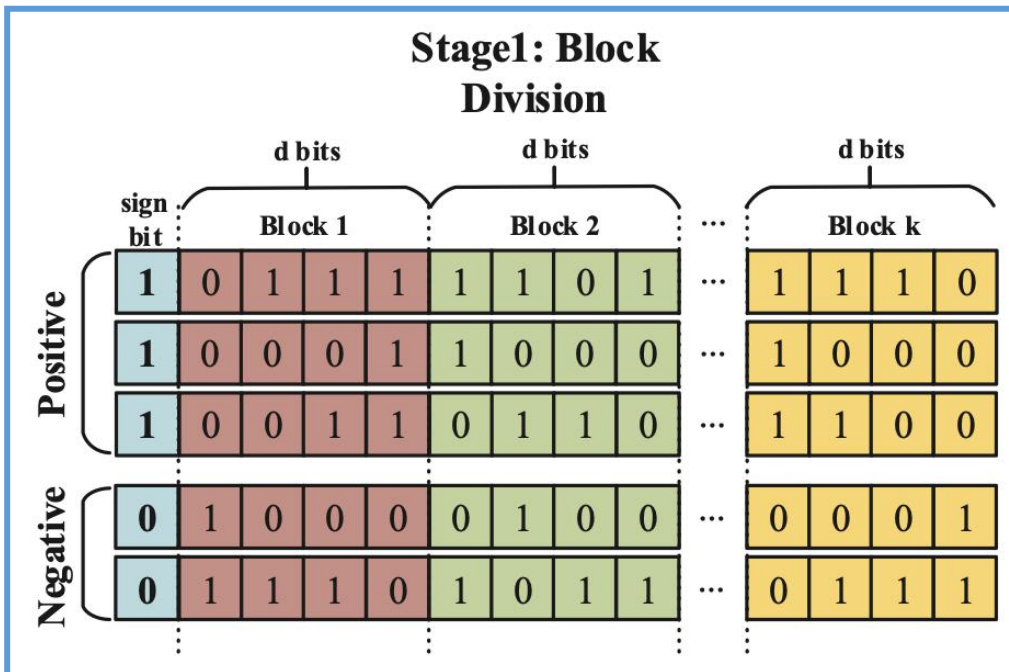 Stage1: Block
Division
d bits d bits d bits
sign
bit
Block 1 Block 2 ... Block k
Positive
1 0 1 1 1 1 1 0 1 ... 1 1 1 0
1 0 0 0 1 1 0 0 0 ... 1 0 0 0
1 0 0 1 1 0 1 1 0 ... 1 1 0 0
Negative
0 1 0 0 0 0 1 0 0 ... 0 0 0 1
0 1 1 1 0 1 0 1 1 ... 0 1 1 1